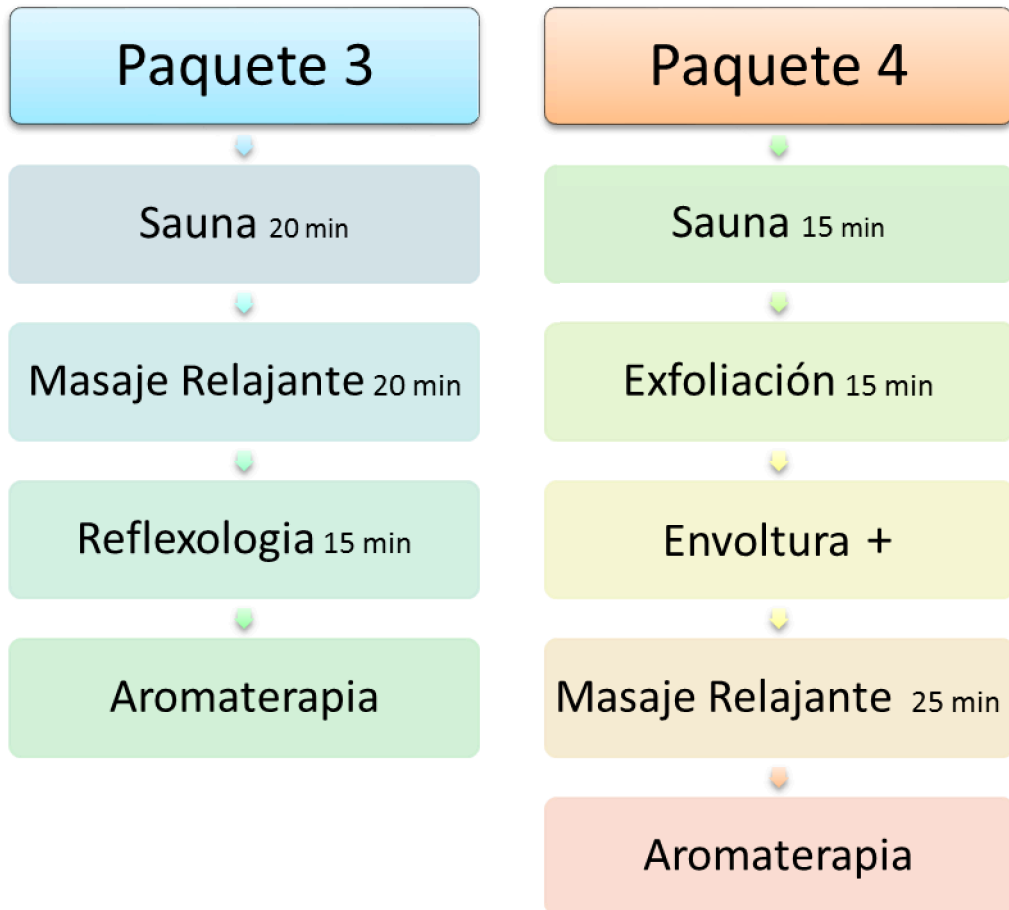 Paquete 3
Sauna 20 min
Masaje Relajante 20 min
Reflexologia 15 min
Aromaterapia
Paquete 4
Sauna 15 min
Exfoliación 15 min
Envoltura +
Masaje Relajante 25 min
Aromaterapia